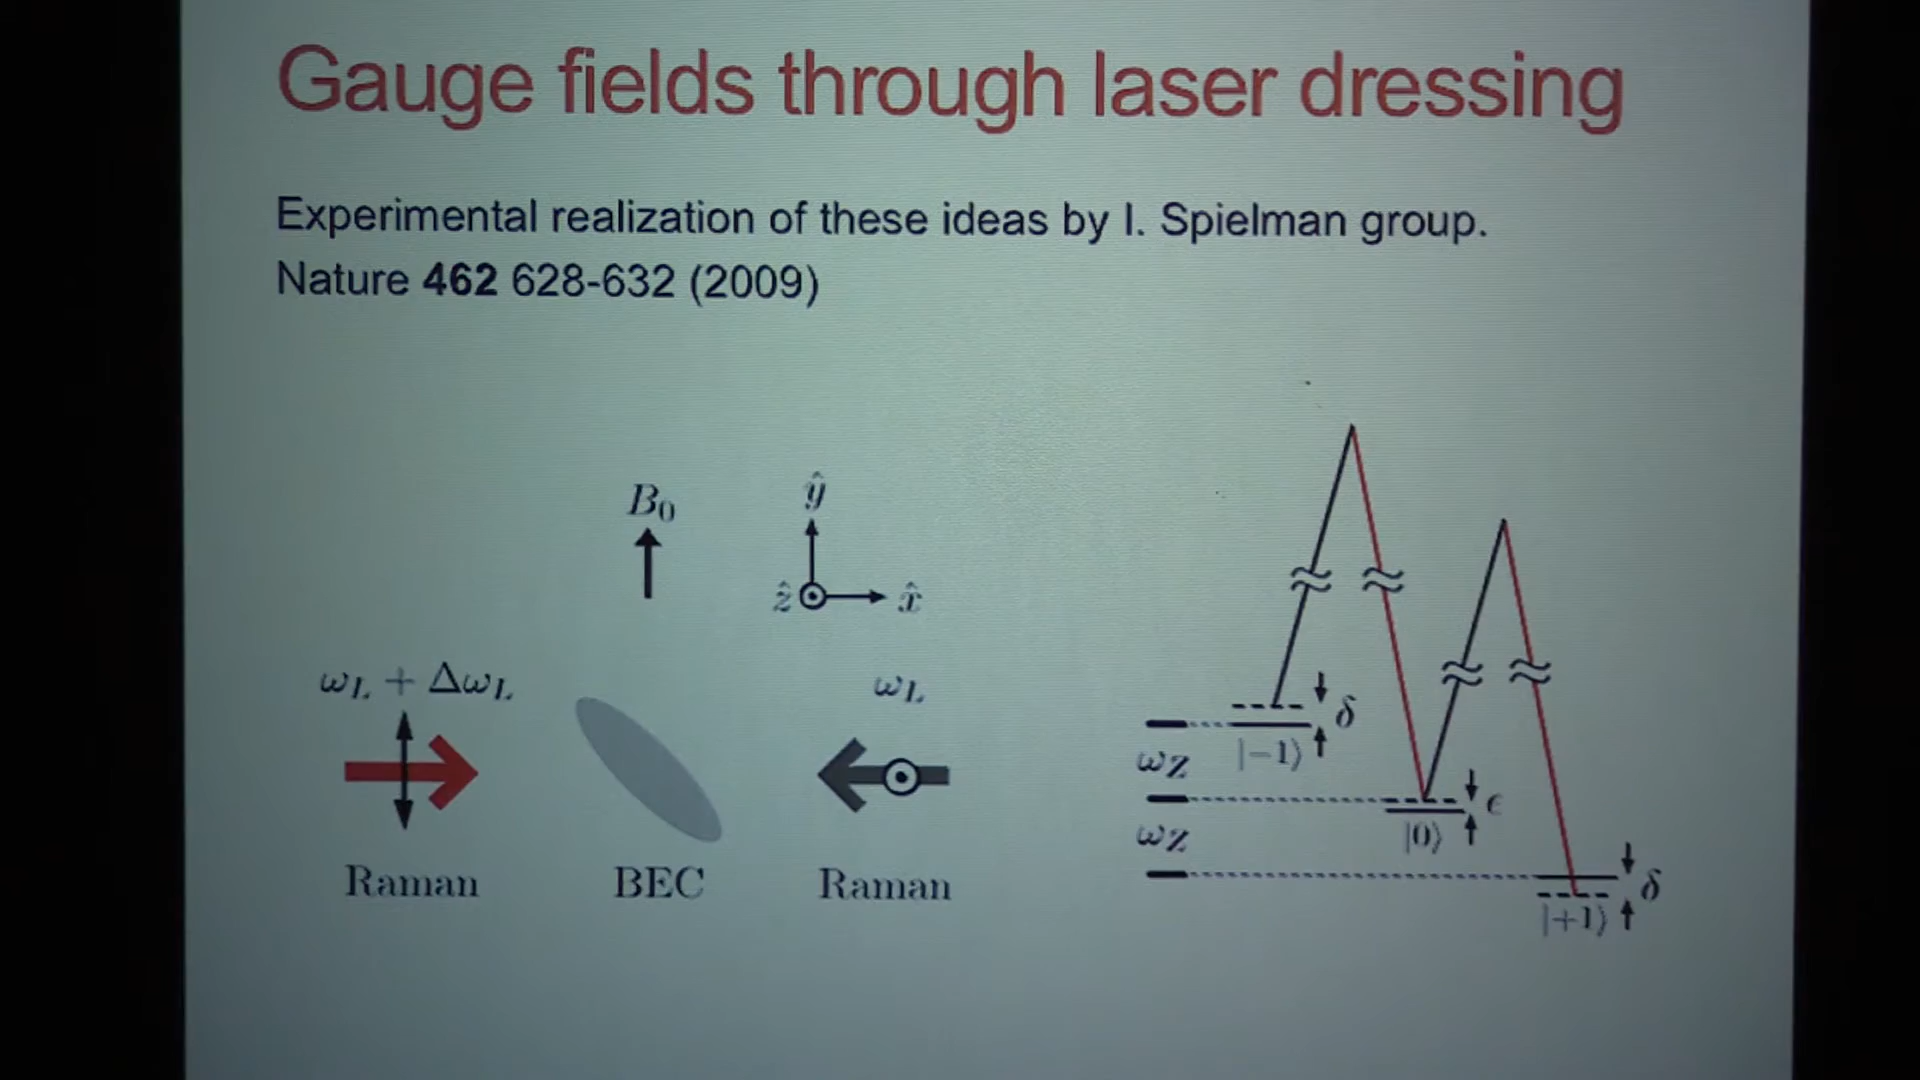 Gauge fields through laser dressing
Experimental realization of these ideas by I. Spielman group.
Nature 462 628-632 (2009)
B₀
ŷ
ẑ
x̂
ω_L + Δω_L
ω_L
Raman
BEC
Raman
δ
ω_Z
|−1⟩
ϵ
ω_Z
|0⟩
δ
|+1⟩